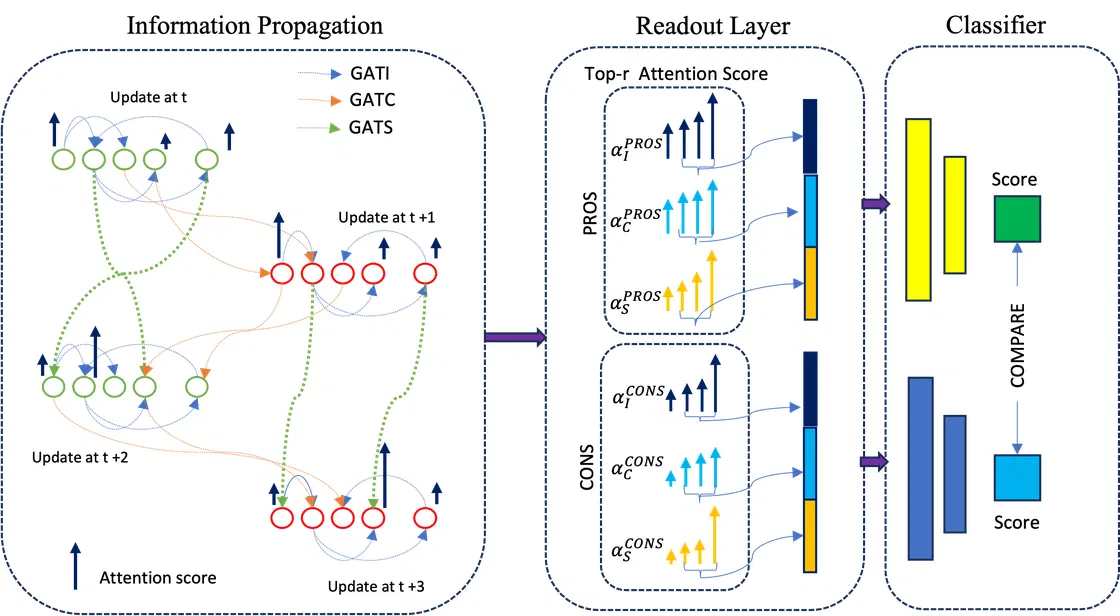 Information Propagation
Readout Layer
Classifier
GATI
GATC
GATS
Update at t
Update at t +1
Update at t +2
Update at t +3
Attention score
Top-r Attention Score
PROS
α_I^PROS
α_C^PROS
α_S^PROS
CONS
α_I^CONS
α_C^CONS
α_S^CONS
Score
COMPARE
Score